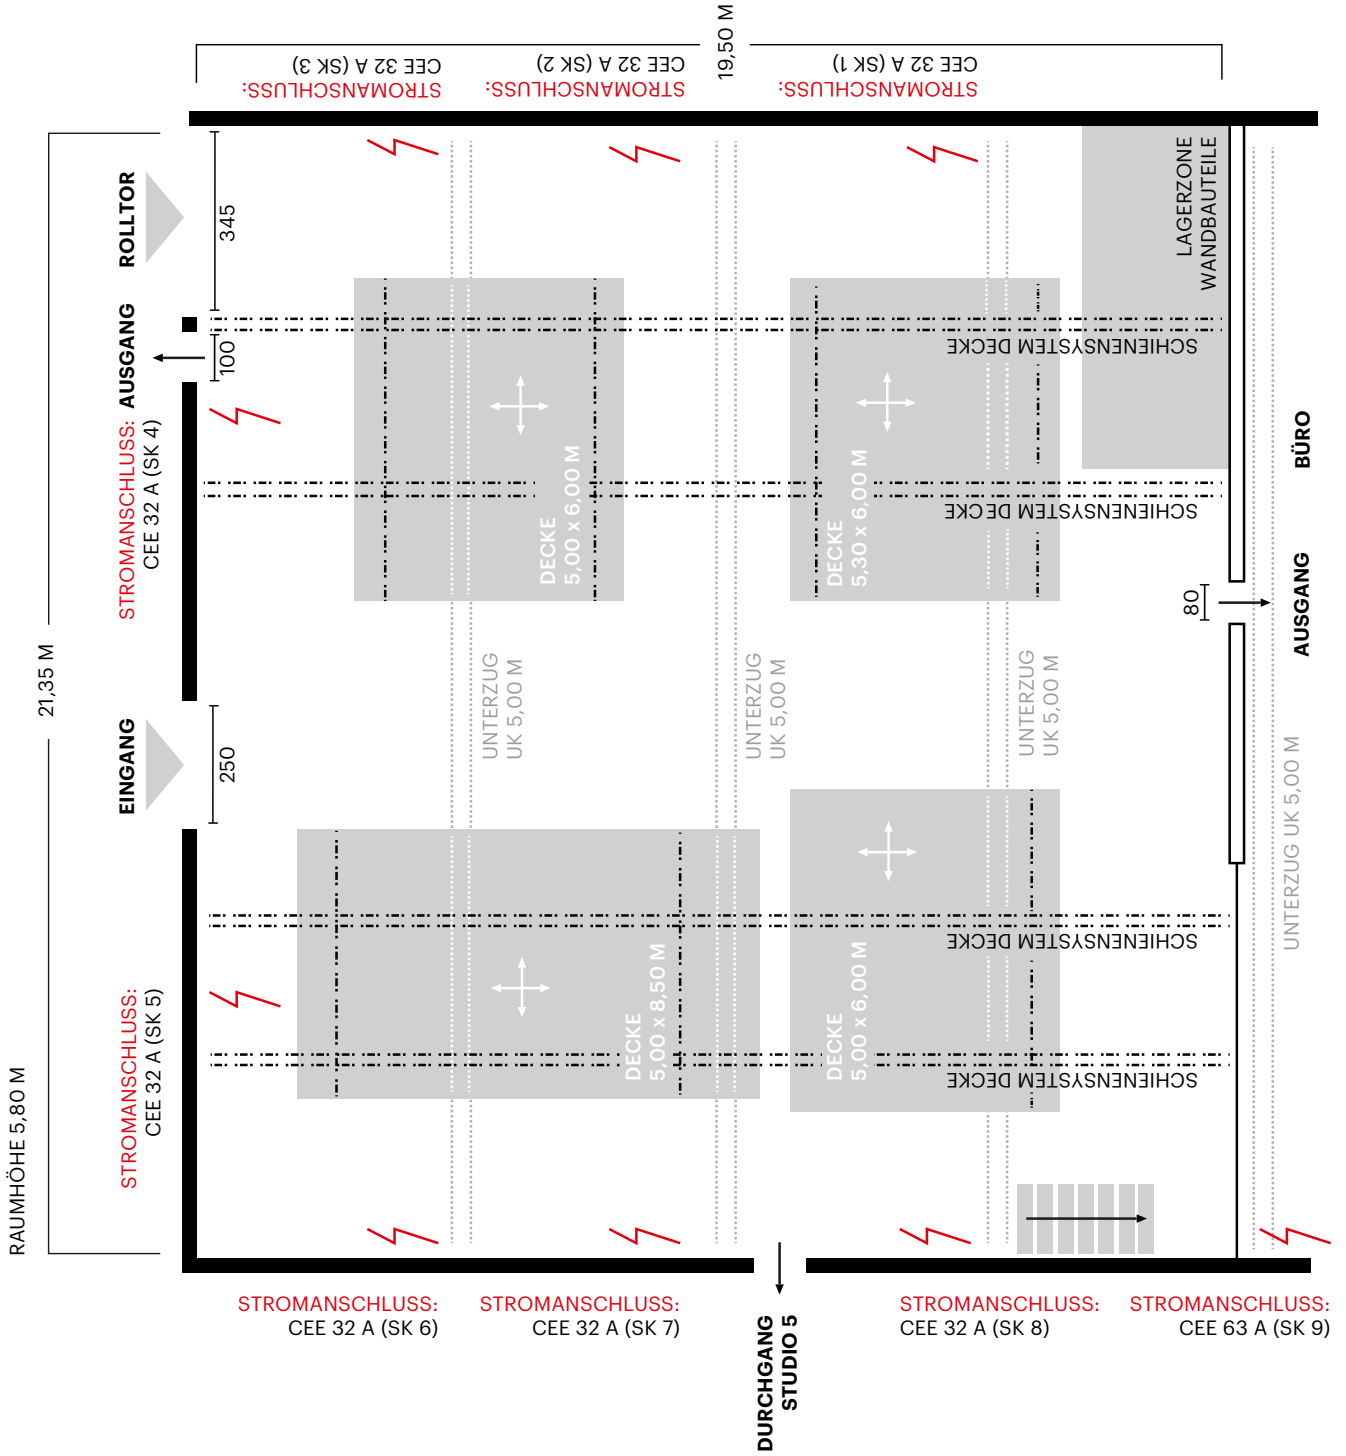 19,50 M
STROMANSCHLUSS:
CEE 32 A (SK 3)
STROMANSCHLUSS:
CEE 32 A (SK 2)
STROMANSCHLUSS:
CEE 32 A (SK 1)
21,35 M
RAUMHÖHE 5,80 M
ROLLTOR
345
AUSGANG
100
STROMANSCHLUSS:
CEE 32 A (SK 4)
EINGANG
250
STROMANSCHLUSS:
CEE 32 A (SK 5)
LAGERZONE
WANDBAUTEILE
SCHIENENSYSTEM DECKE
SCHIENENSYSTEM DECKE
DECKE
5,00 x 6,00 M
DECKE
5,30 x 6,00 M
BÜRO
AUSGANG
80
UNTERZUG
UK 5,00 M
UNTERZUG
UK 5,00 M
UNTERZUG
UK 5,00 M
UNTERZUG UK 5,00 M
SCHIENENSYSTEM DECKE
SCHIENENSYSTEM DECKE
DECKE
5,00 x 8,50 M
DECKE
5,00 x 6,00 M
STROMANSCHLUSS:
CEE 32 A (SK 6)
STROMANSCHLUSS:
CEE 32 A (SK 7)
DURCHGANG
STUDIO 5
STROMANSCHLUSS:
CEE 32 A (SK 8)
STROMANSCHLUSS:
CEE 63 A (SK 9)